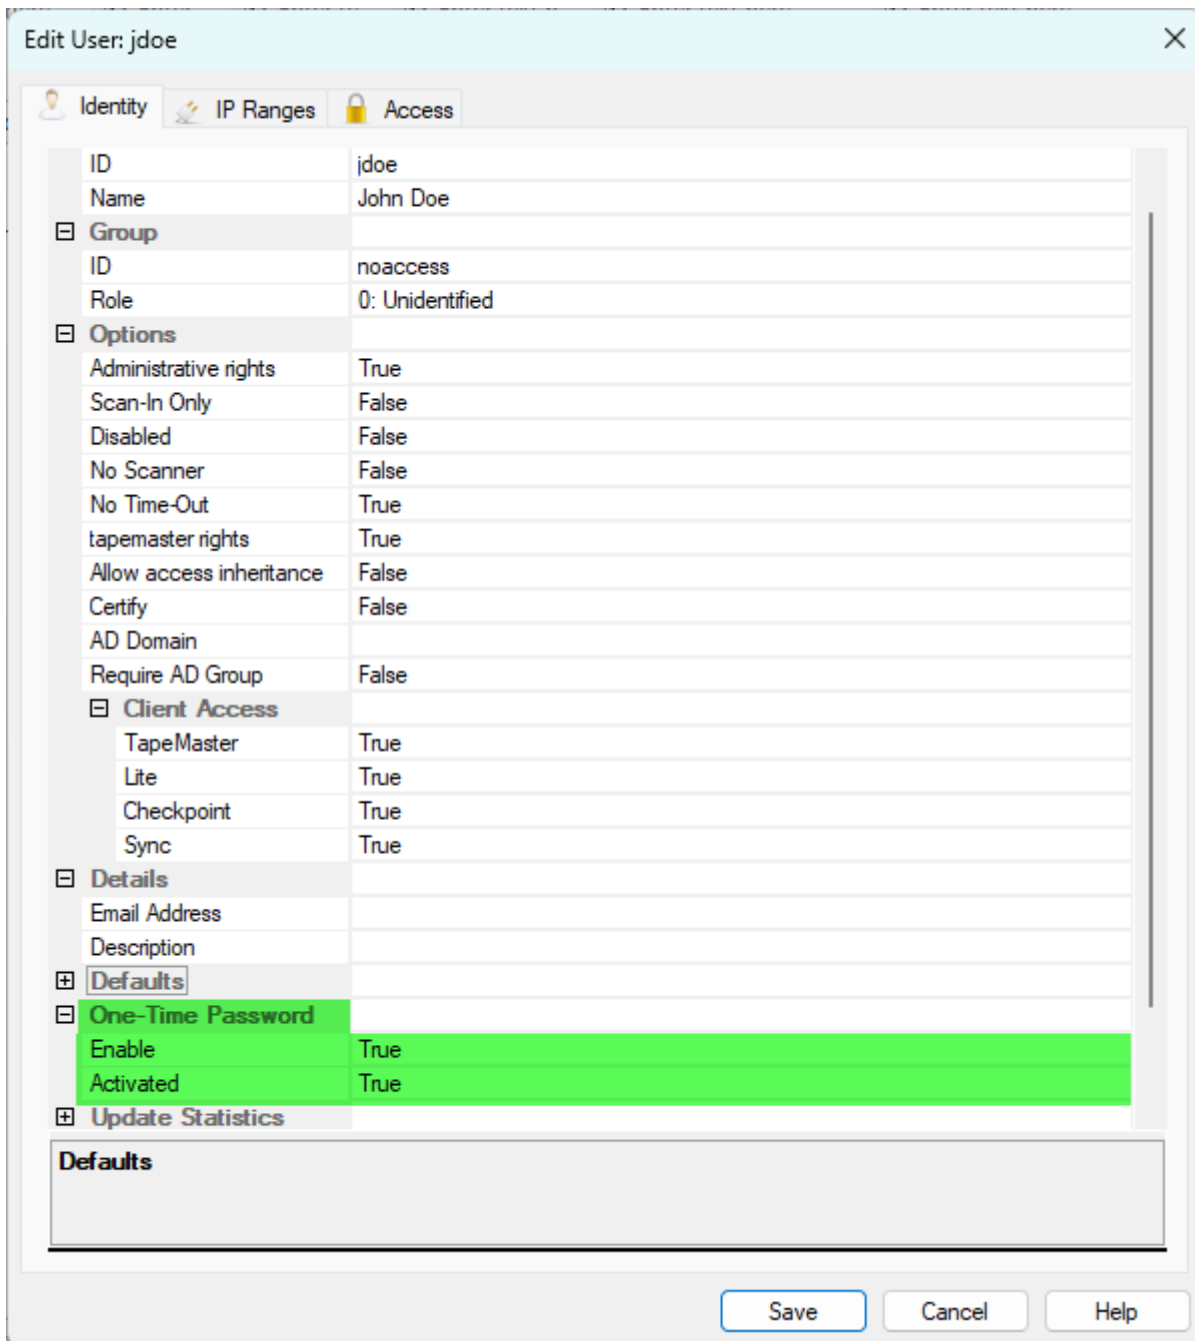 Edit User: jdoe
Identity IP Ranges Access
ID jdoe
Name John Doe
Group
ID noaccess
Role 0: Unidentified
Options
Administrative rights True
Scan-In Only False
Disabled False
No Scanner False
No Time-Out True
tapemaster rights True
Allow access inheritance False
Certify False
AD Domain
Require AD Group False
Client Access
TapeMaster True
Lite True
Checkpoint True
Sync True
Details
Email Address
Description
Defaults
One-Time Password
Enable True
Activated True
Update Statistics
Defaults
Save Cancel Help